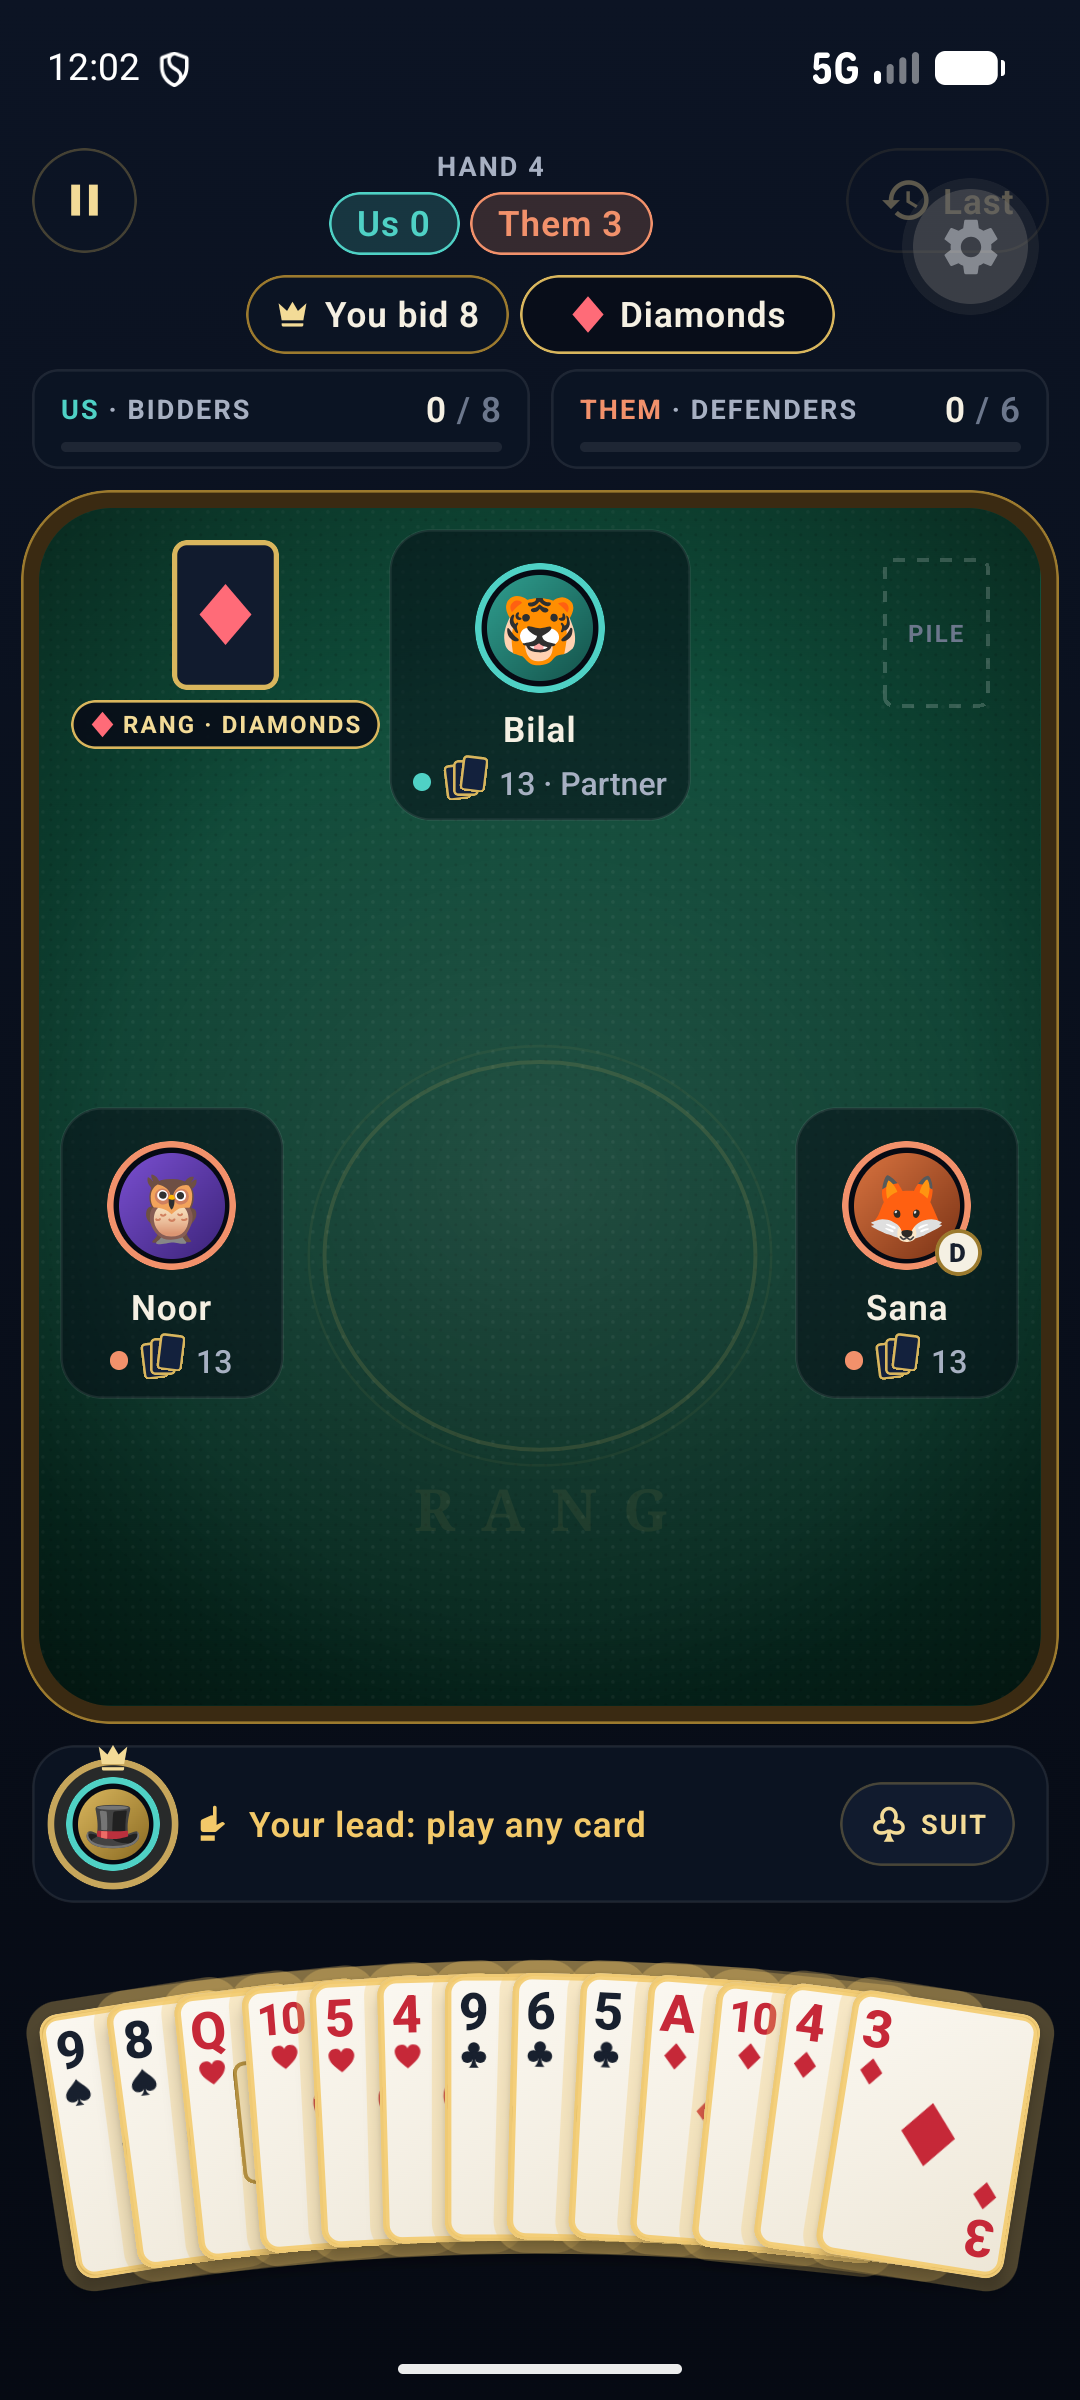 12:02
5G
HAND 4
Us 0
Them 3
Last
You bid 8
Diamonds
US · BIDDERS
0 / 8
THEM · DEFENDERS
0 / 6
PILE
RANG · DIAMONDS
Bilal
13 · Partner
Noor
13
Sana
D
13
RANG
Your lead: play any card
SUIT
9
8
Q
10
5
4
9
6
5
A
10
4
3
3